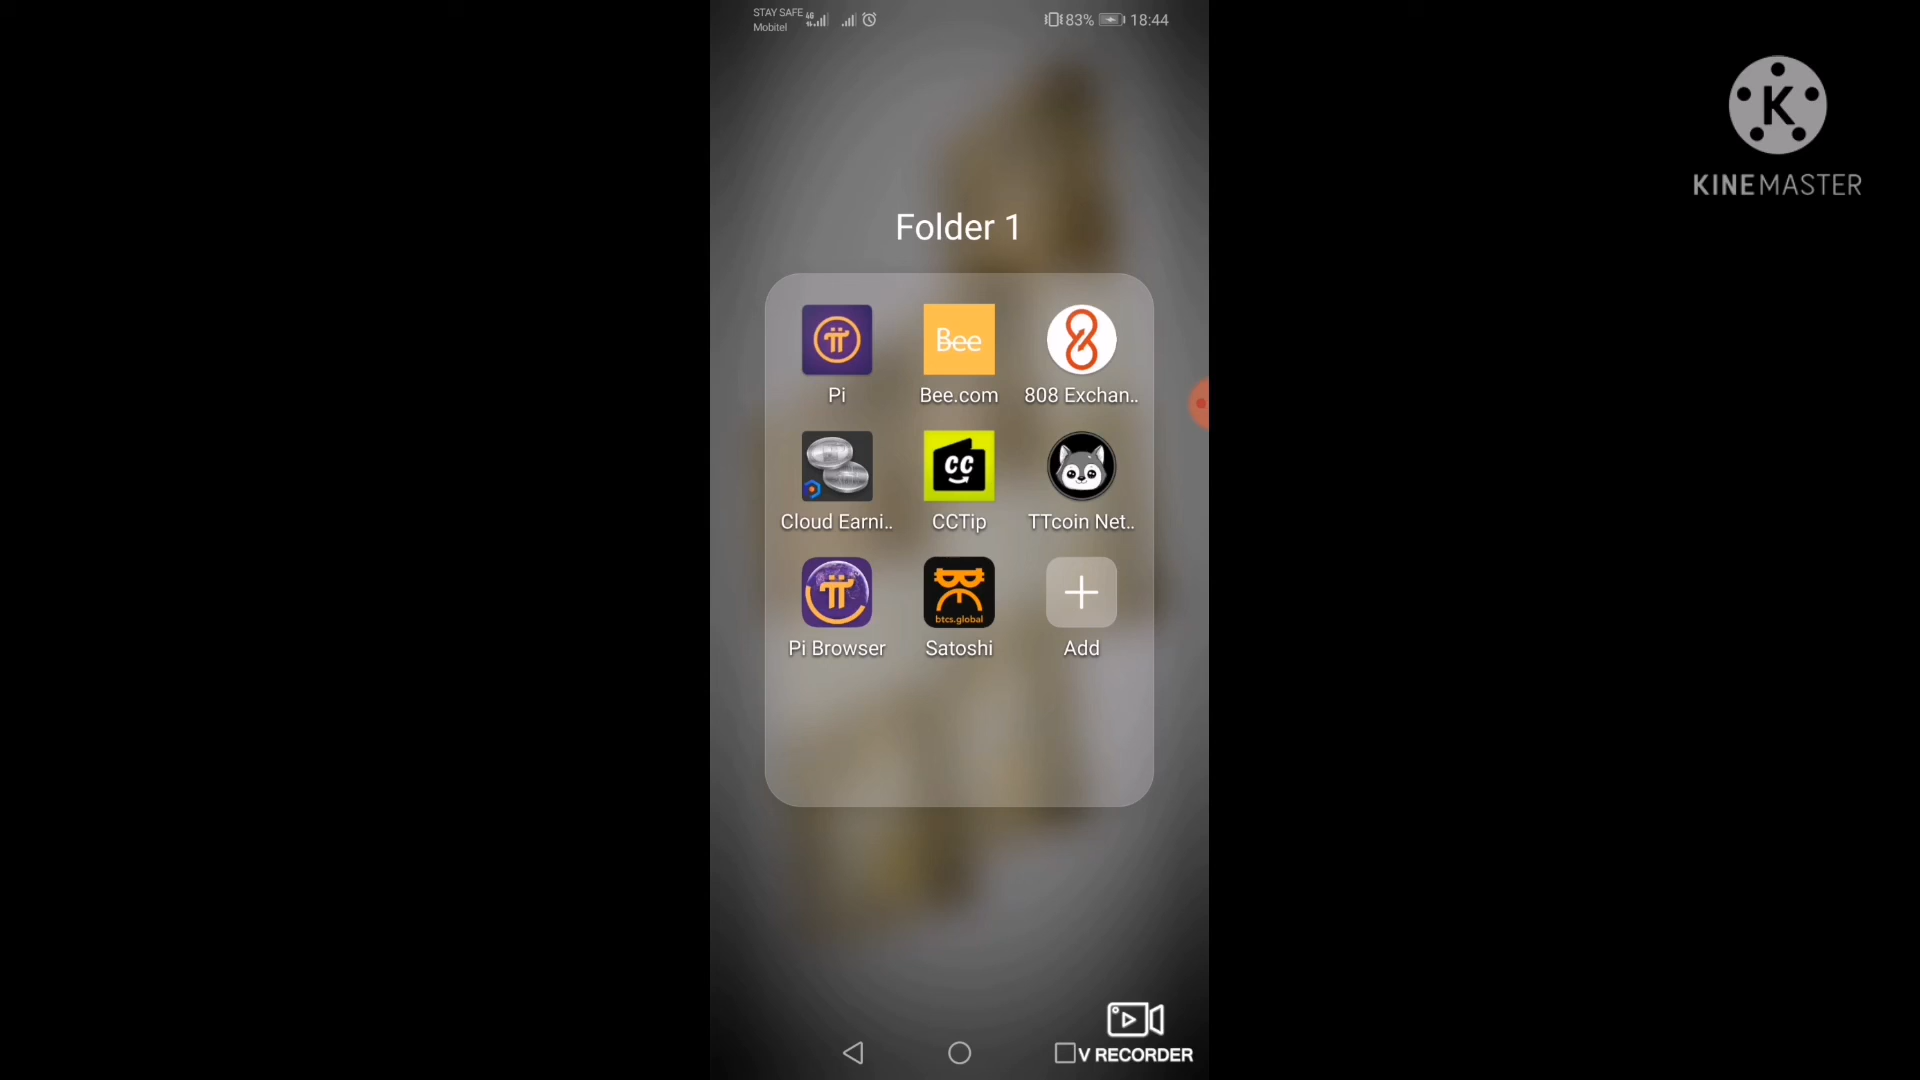 STAY SAFE 4G 83% 18:44
Mobitel
K
KINEMASTER
Folder 1
Bee
Pi Bee.com 808 Exchan..
cc
Cloud Earni.. CCTip TTcoin Net..
btcs.global
Pi Browser Satoshi Add
V RECORDER